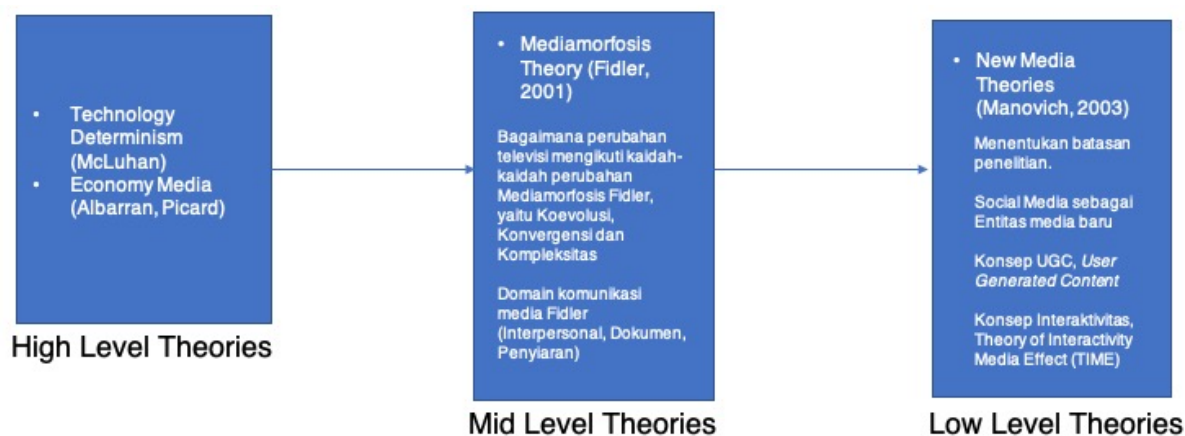 • Technology
Determinism
(McLuhan)
• Economy Media
(Albarran, Picard)
High Level Theories
• Mediamorfosis
Theory (Fidler,
2001)
Bagaimana perubahan
televisi mengikuti kaidah-
kaidah perubahan
Mediamorfosis Fidler,
yaitu Koevolusi,
Konvergensi dan
Kompleksitas
Domain komunikasi
media Fidler
(Interpersonal, Dokumen,
Penyiaran)
Mid Level Theories
• New Media
Theories
(Manovich, 2003)
Menentukan batasan
penelitian.
Social Media sebagai
Entitas media baru
Konsep UGC, User
Generated Content
Konsep Interaktivitas,
Theory of Interactivity
Media Effect (TIME)
Low Level Theories